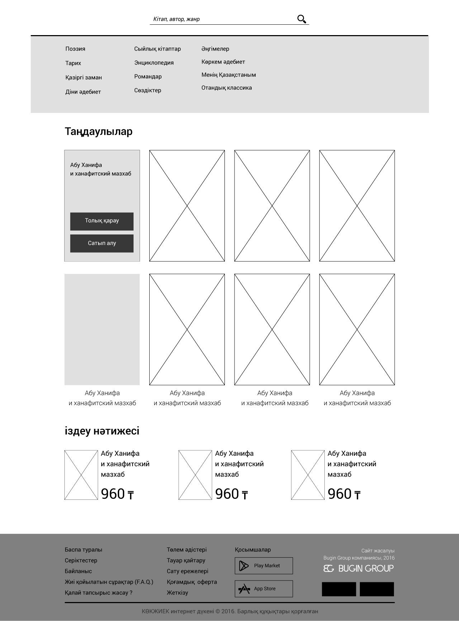 Кітап, автор, жанр
Поэзия
Тарих
Қазіргі заман
Діни әдебиет
Сыйлық кітаптар
Энциклопедия
Романдар
Сөздіктер
Әңгімелер
Көркем әдебиет
Менің Қазақстаным
Отандық классика
Таңдаулылар
Абу Ханифа
и ханафитский мазхаб
Толық қарау
Сатып алу
Абу Ханифа
и ханафитский мазхаб
Абу Ханифа
и ханафитский мазхаб
Абу Ханифа
и ханафитский мазхаб
Абу Ханифа
и ханафитский мазхаб
іздеу нәтижесі
Абу Ханифа
и ханафитский
мазхаб
960 ₸
Абу Ханифа
и ханафитский
мазхаб
960 ₸
Абу Ханифа
и ханафитский
мазхаб
960 ₸
Баспа туралы
Серіктестер
Байланыс
Жиі қойылатын сұрақтар (F.A.Q.)
Қалай тапсырыс жасау ?
Төлем әдістері
Тауар қайтару
Сату ережелері
Қоғамдық оферта
Жеткізу
Қосымшалар
Play Market
App Store
Сайт жасалуы
Bugin Group компаниясы, 2016
BUGIN GROUP
КӨКЖИЕК интернет дүкені © 2016. Барлық құқықтары қорғалған